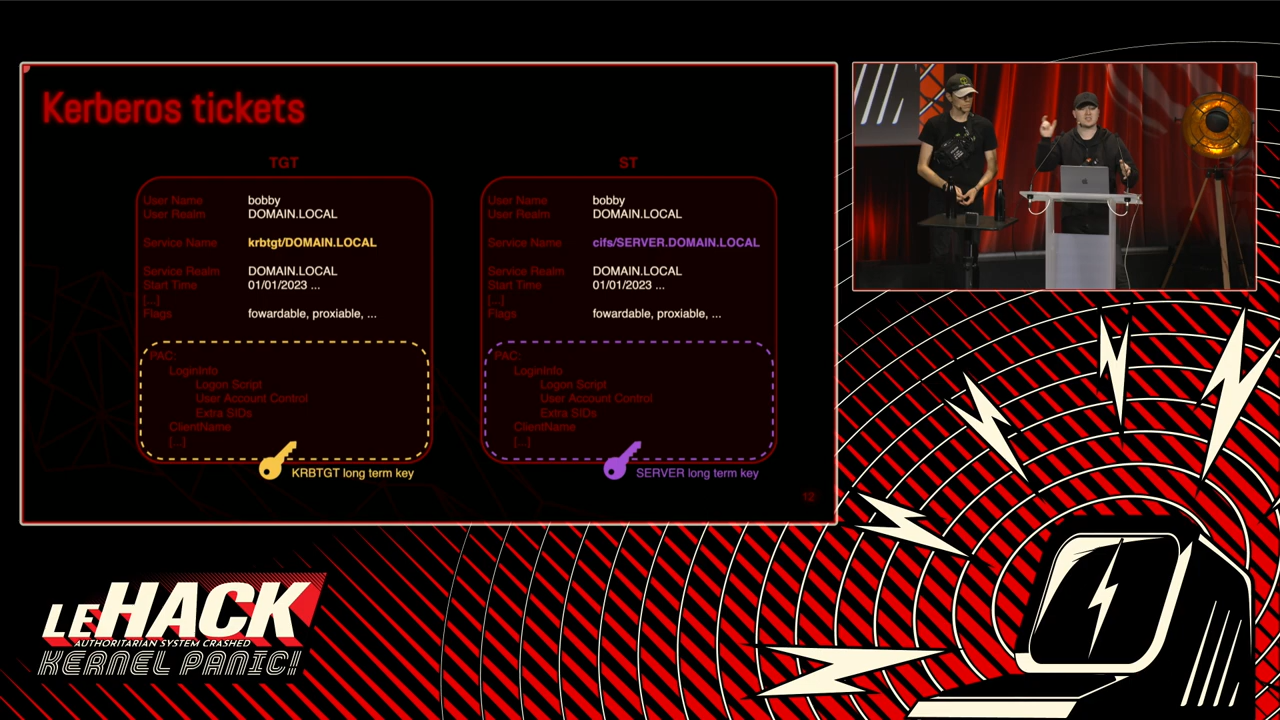 Kerberos tickets
TGT
User Name bobby
User Realm DOMAIN.LOCAL
Service Name krbtgt/DOMAIN.LOCAL
Service Realm DOMAIN.LOCAL
Start Time 01/01/2023 ...
[...]
Flags fowardable, proxiable, ...
PAC:
LoginInfo
Logon Script
User Account Control
Extra SIDs
ClientName
[...]
KRBTGT long term key
ST
User Name bobby
User Realm DOMAIN.LOCAL
Service Name cifs/SERVER.DOMAIN.LOCAL
Service Realm DOMAIN.LOCAL
Start Time 01/01/2023 ...
[...]
Flags fowardable, proxiable, ...
PAC:
LoginInfo
Logon Script
User Account Control
Extra SIDs
ClientName
[...]
SERVER long term key
12
LEHACK
AUTHORITARIAN SYSTEM CRASHED
KERNEL PANIC!